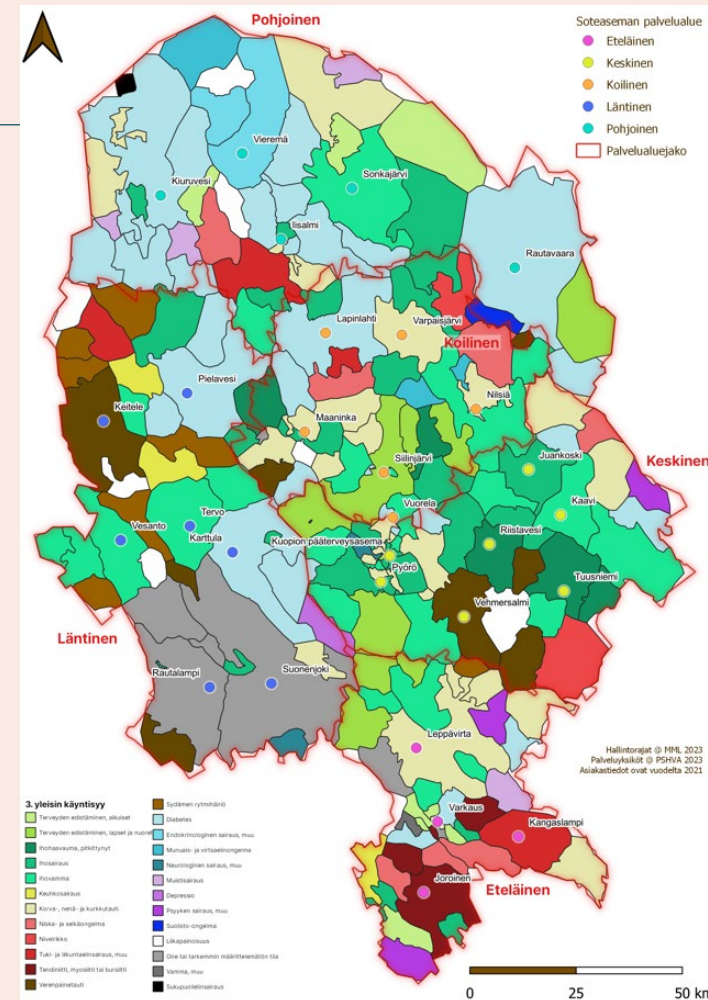 Pohjoinen
Soteaseman palvelualue
Eteläinen
Keskinen
Koilinen
Läntinen
Pohjoinen
Palvelualuejako
Vieremä
Kiuruvesi
Sonkajärvi
Iisalmi
Rautavaara
Lapinlahti
Varpaisjärvi
Koilinen
Pielavesi
Keitele
Nilsiä
Maaninka
Siilinjärvi
Juankoski
Keskinen
Vuorela
Kaavi
Vesanto
Tervo
Karttula
Riistavesi
Kuopion pääterveysasema
Pyörö
Tuusniemi
Vehmersalmi
Läntinen
Rautalampi
Suonenjoki
Leppävirta
Hallintorajat @ MML 2023
Palveluyksiköt @ PSHVA 2023
Asiakastiedot ovat vuodelta 2021
Varkaus
Kangaslampi
Joroinen
Eteläinen
3. yleisin käyntisyy
Terveyden edistäminen, aikuiset
Terveyden edistäminen, lapset ja nuoret
Ihohaavauma, pitkittynyt
Ihosairaus
Ihovamma
Keuhkosairaus
Korva-, nenä- ja kurkkutauti
Niska- ja selkäongelma
Nivelrikko
Tuki- ja liikuntaelinsairaus, muu
Tendiniitti, myosiitti tai bursiitti
Verenpainetauti
Sydämen rytmihäiriö
Diabetes
Endokrinologinen sairaus, muu
Munuais- ja virtsaelinongelma
Neurologinen sairaus, muu
Muistisairaus
Depressio
Psyyken sairaus, muu
Suolisto-ongelma
Liikapainoisuus
Oire tai tarkemmin määrittelemätön tila
Vamma, muu
Sukupuolielinsairaus
0 25 50 km